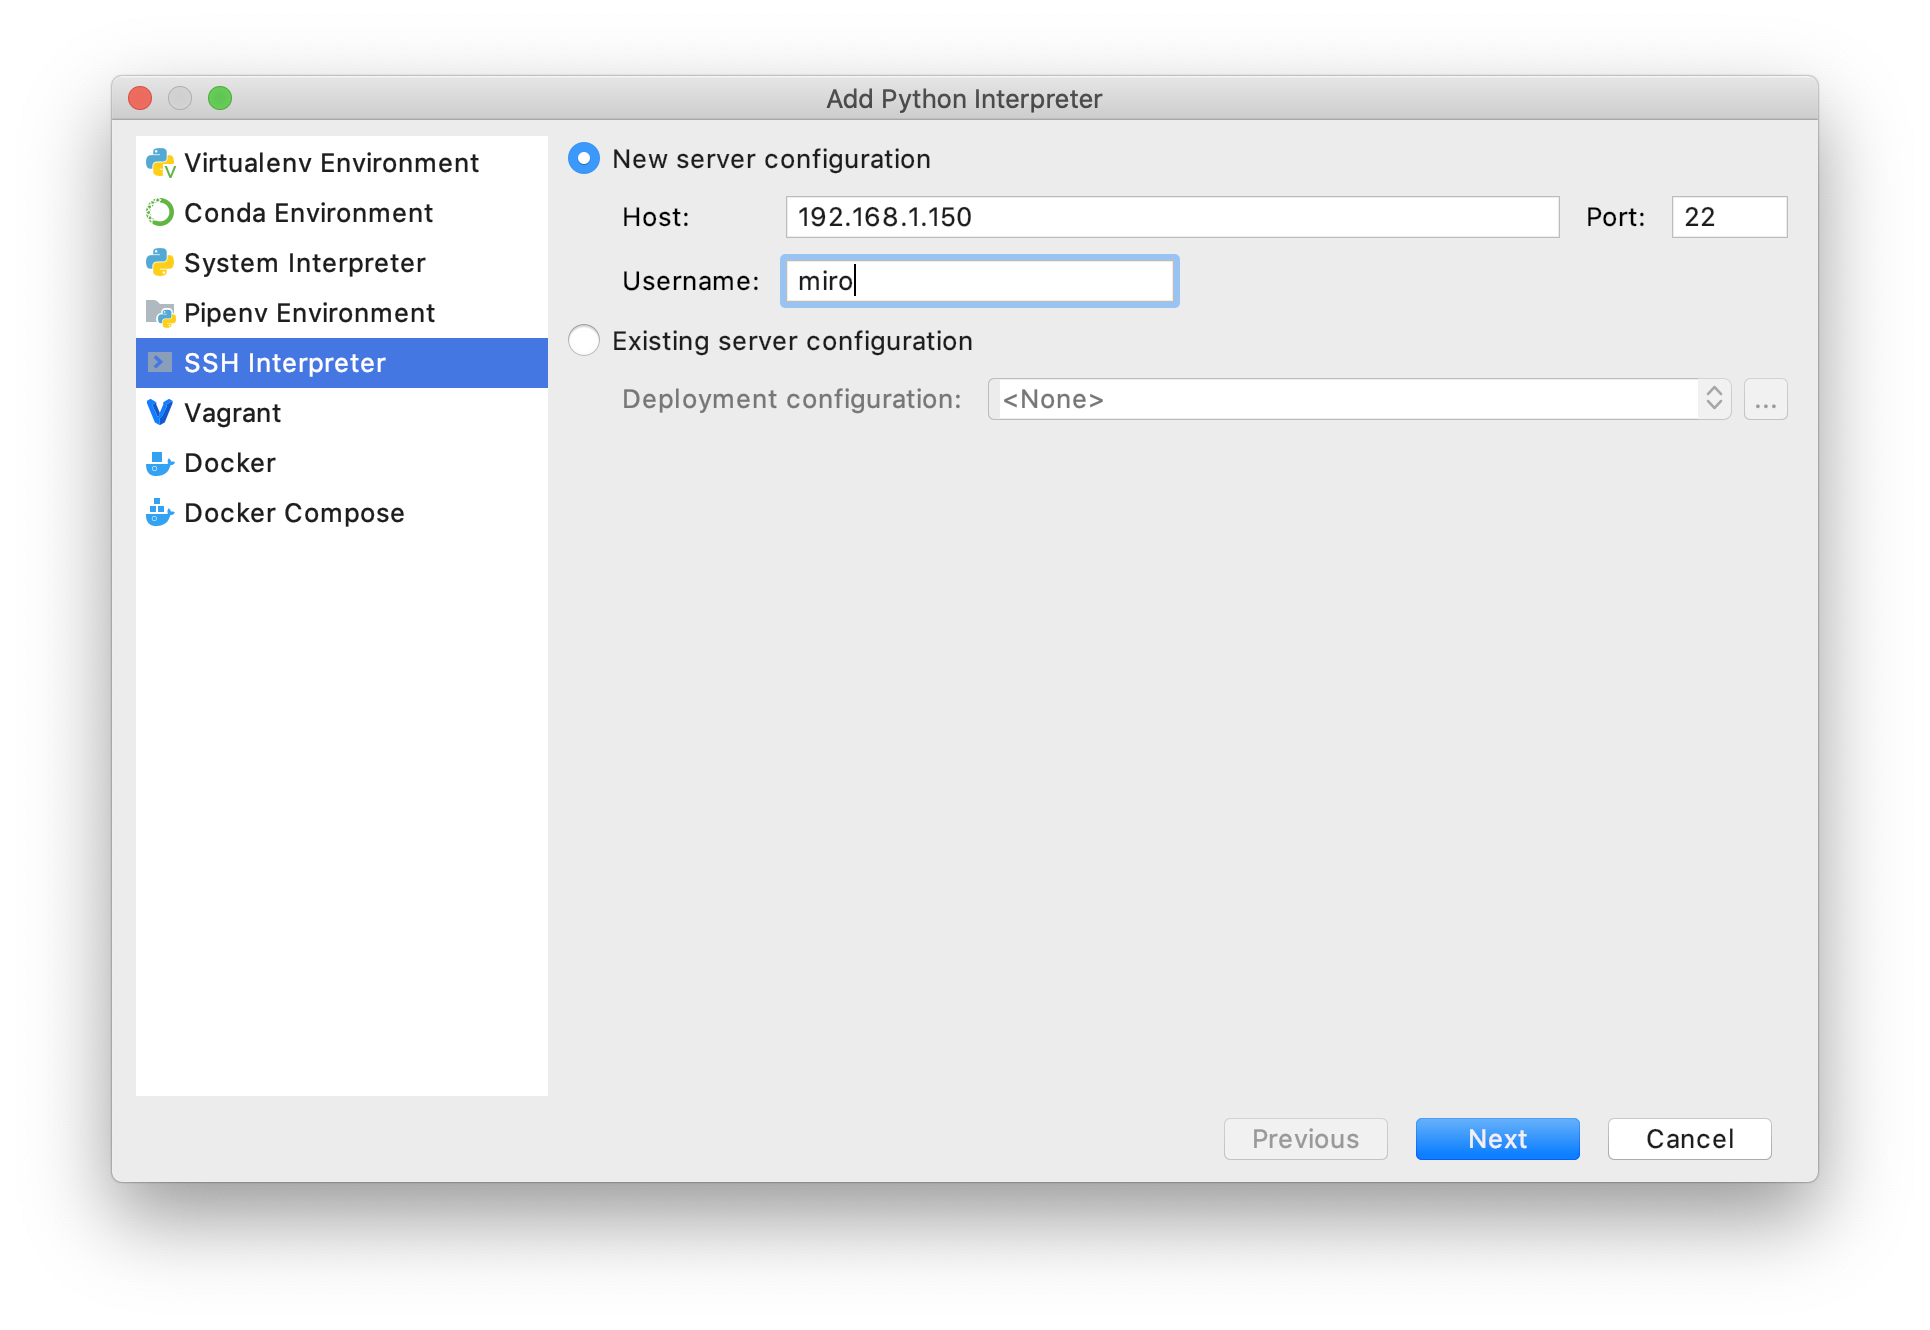 Add Python Interpreter
Virtualenv Environment
Conda Environment
System Interpreter
Pipenv Environment
SSH Interpreter
Vagrant
Docker
Docker Compose
New server configuration
Host: 192.168.1.150 Port: 22
Username: miro
Existing server configuration
Deployment configuration: <None> ...
Previous Next Cancel